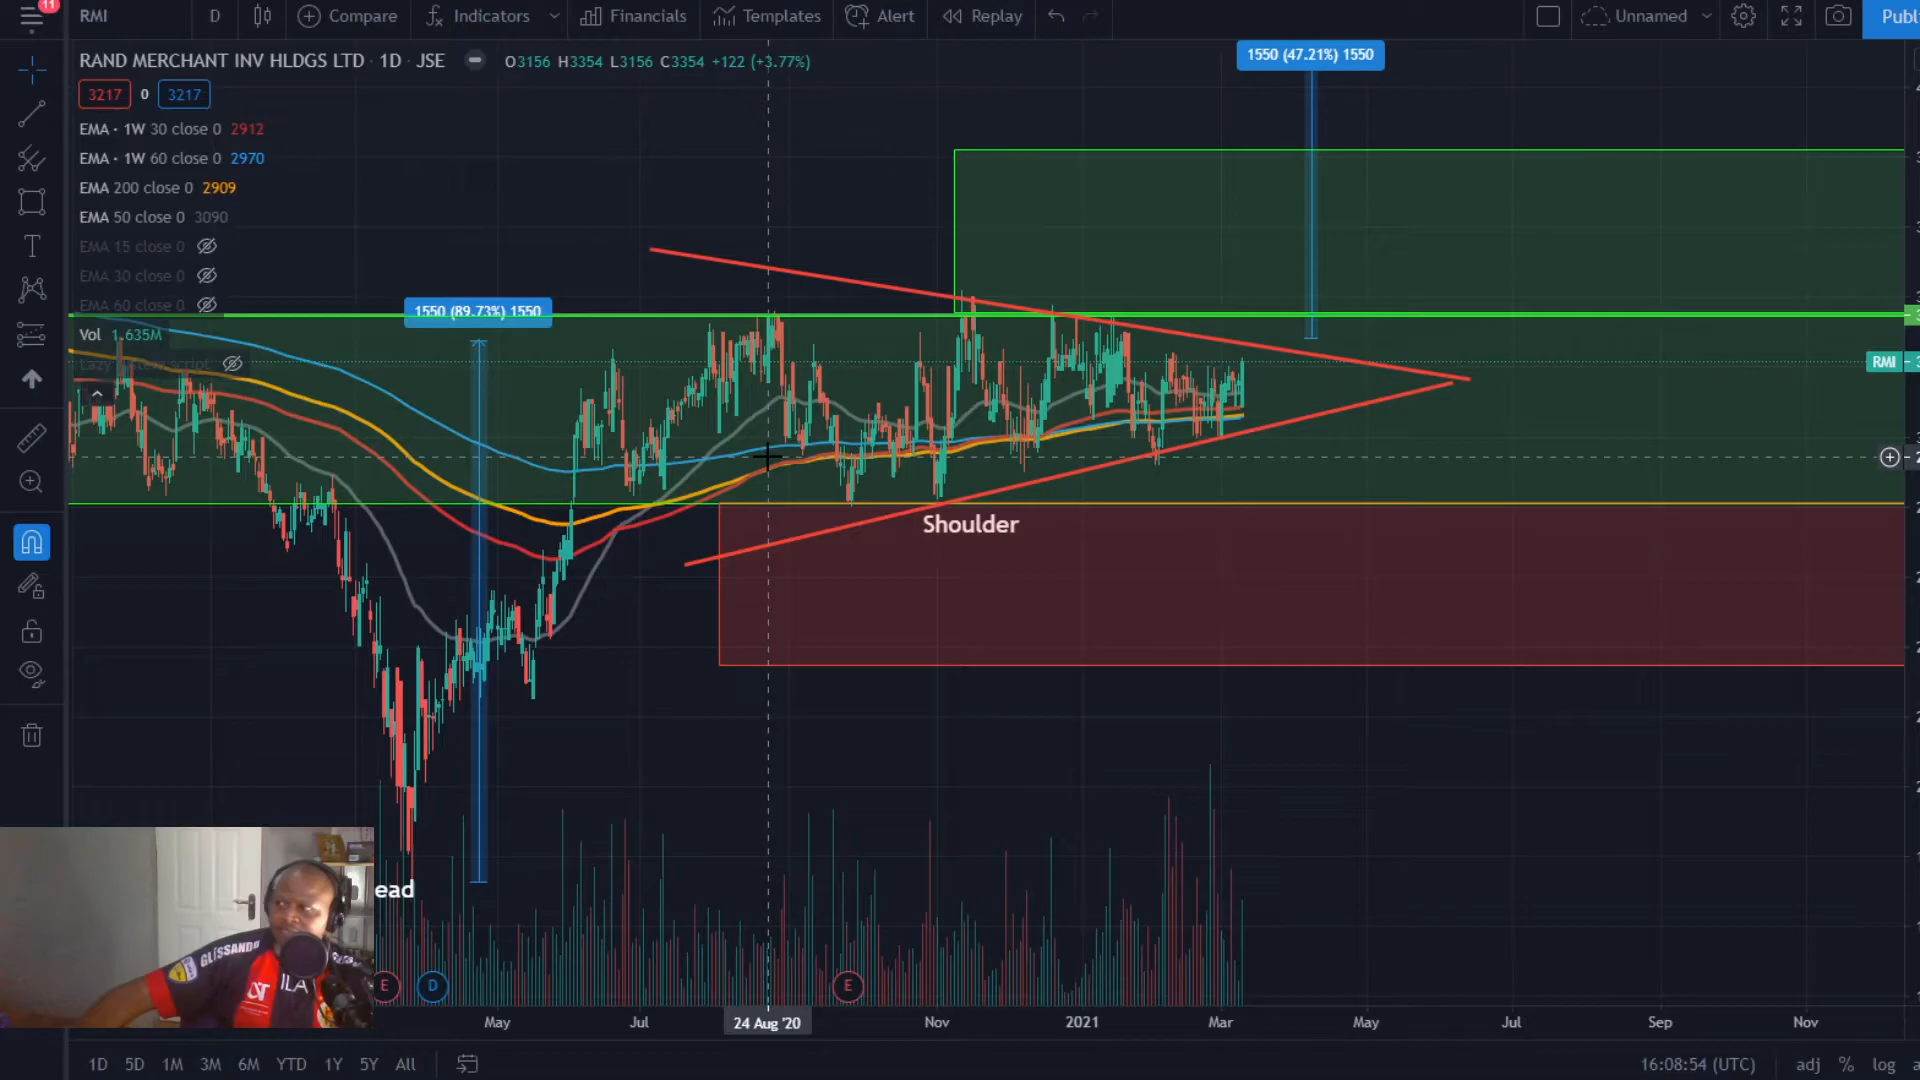 11
RMI D Compare Indicators Financials Templates Alert Replay Unnamed Publ
RAND MERCHANT INV HLDGS LTD · 1D · JSE O3156 H3354 L3156 C3354 +122 (+3.77%)
1550 (47.21%) 1550
3217 0 3217
EMA · 1W 30 close 0 2912
EMA · 1W 60 close 0 2970
EMA 200 close 0 2909
EMA 50 close 0 3090
EMA 15 close 0
EMA 30 close 0
EMA 60 close 0
1550 (89.73%) 1550
Vol 1.635M
RMI
Shoulder
ead
GLISSANDO
ILA
E D E
May Jul 24 Aug '20 Nov 2021 Mar May Jul Sep Nov
1D 5D 1M 3M 6M YTD 1Y 5Y All 16:08:54 (UTC) adj % log